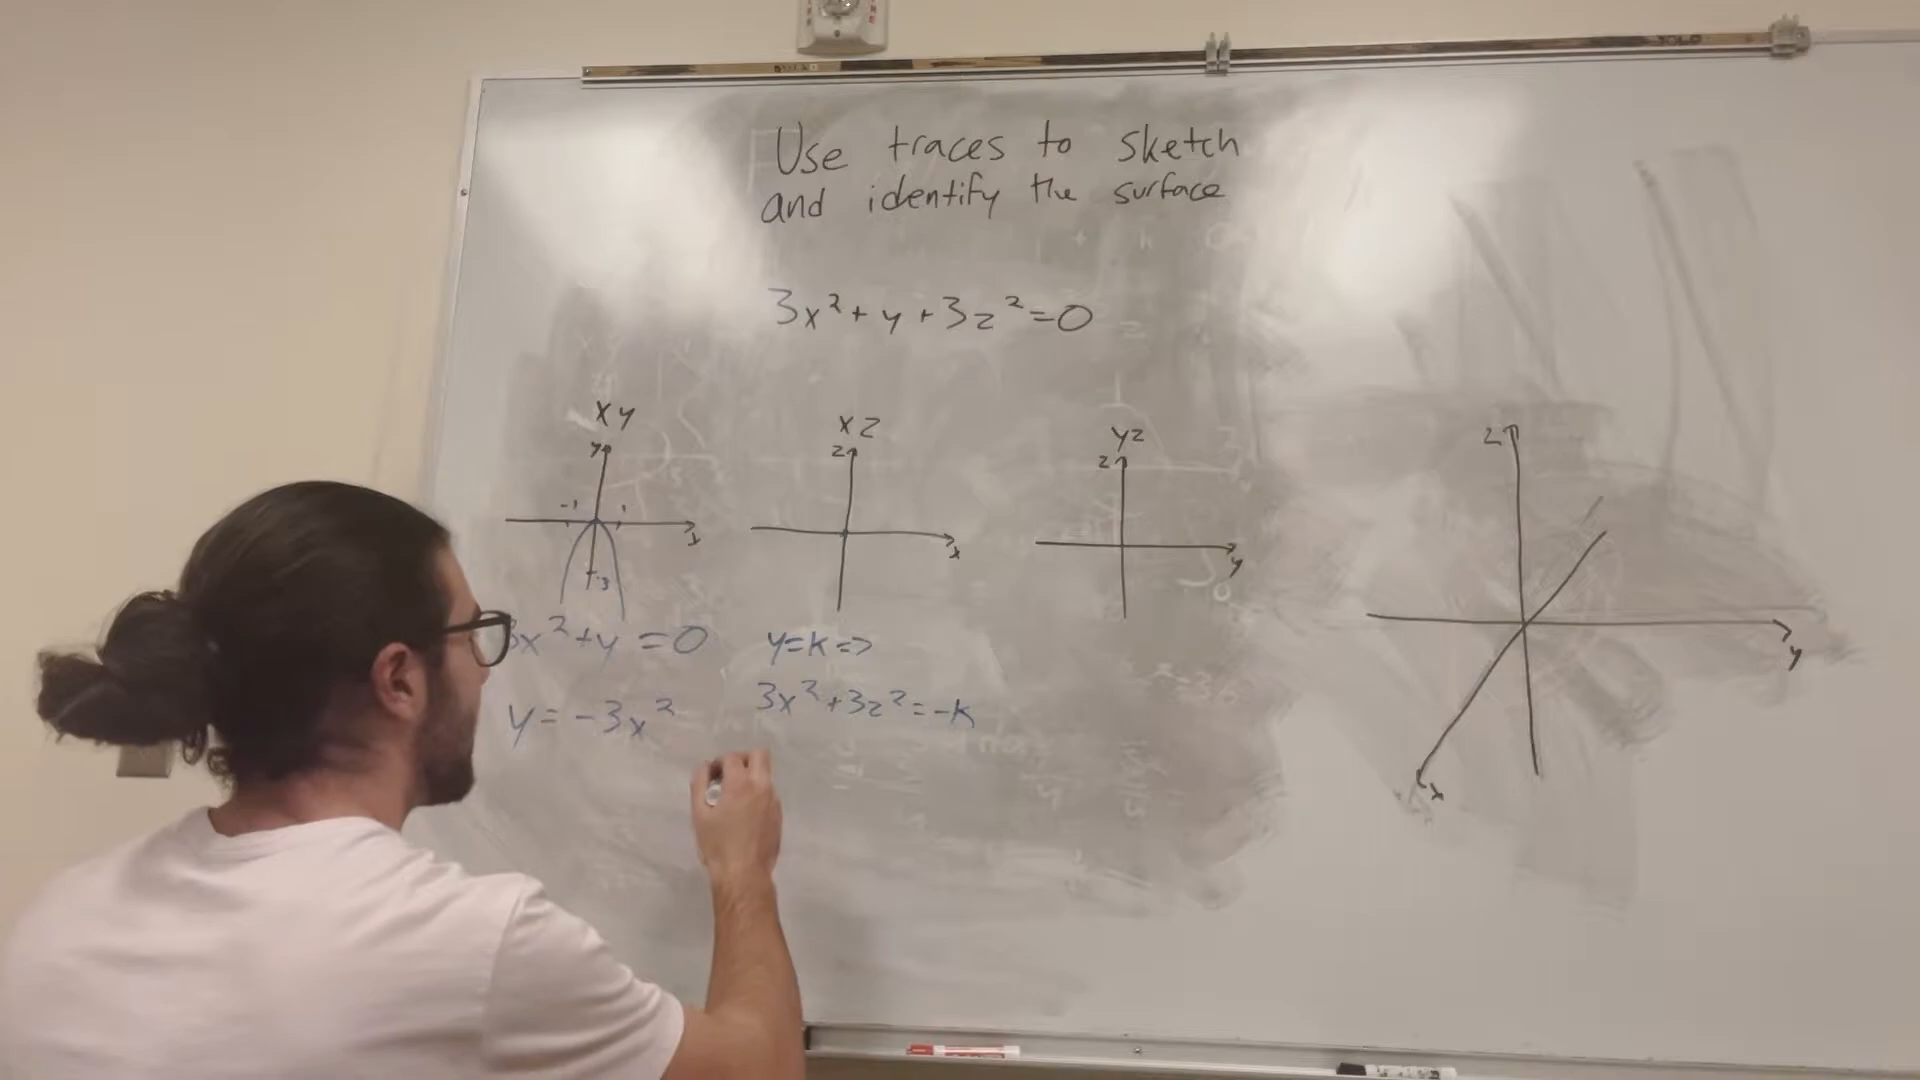 Use traces to sketch
and identify the surface
3x²+y+3z²=0
xy
y
-1 1
x
-3
3x²+y=0
y=-3x²
xz
z
x
y=k=>
3x²+3z²=-k
yz
z
y
z
y
x